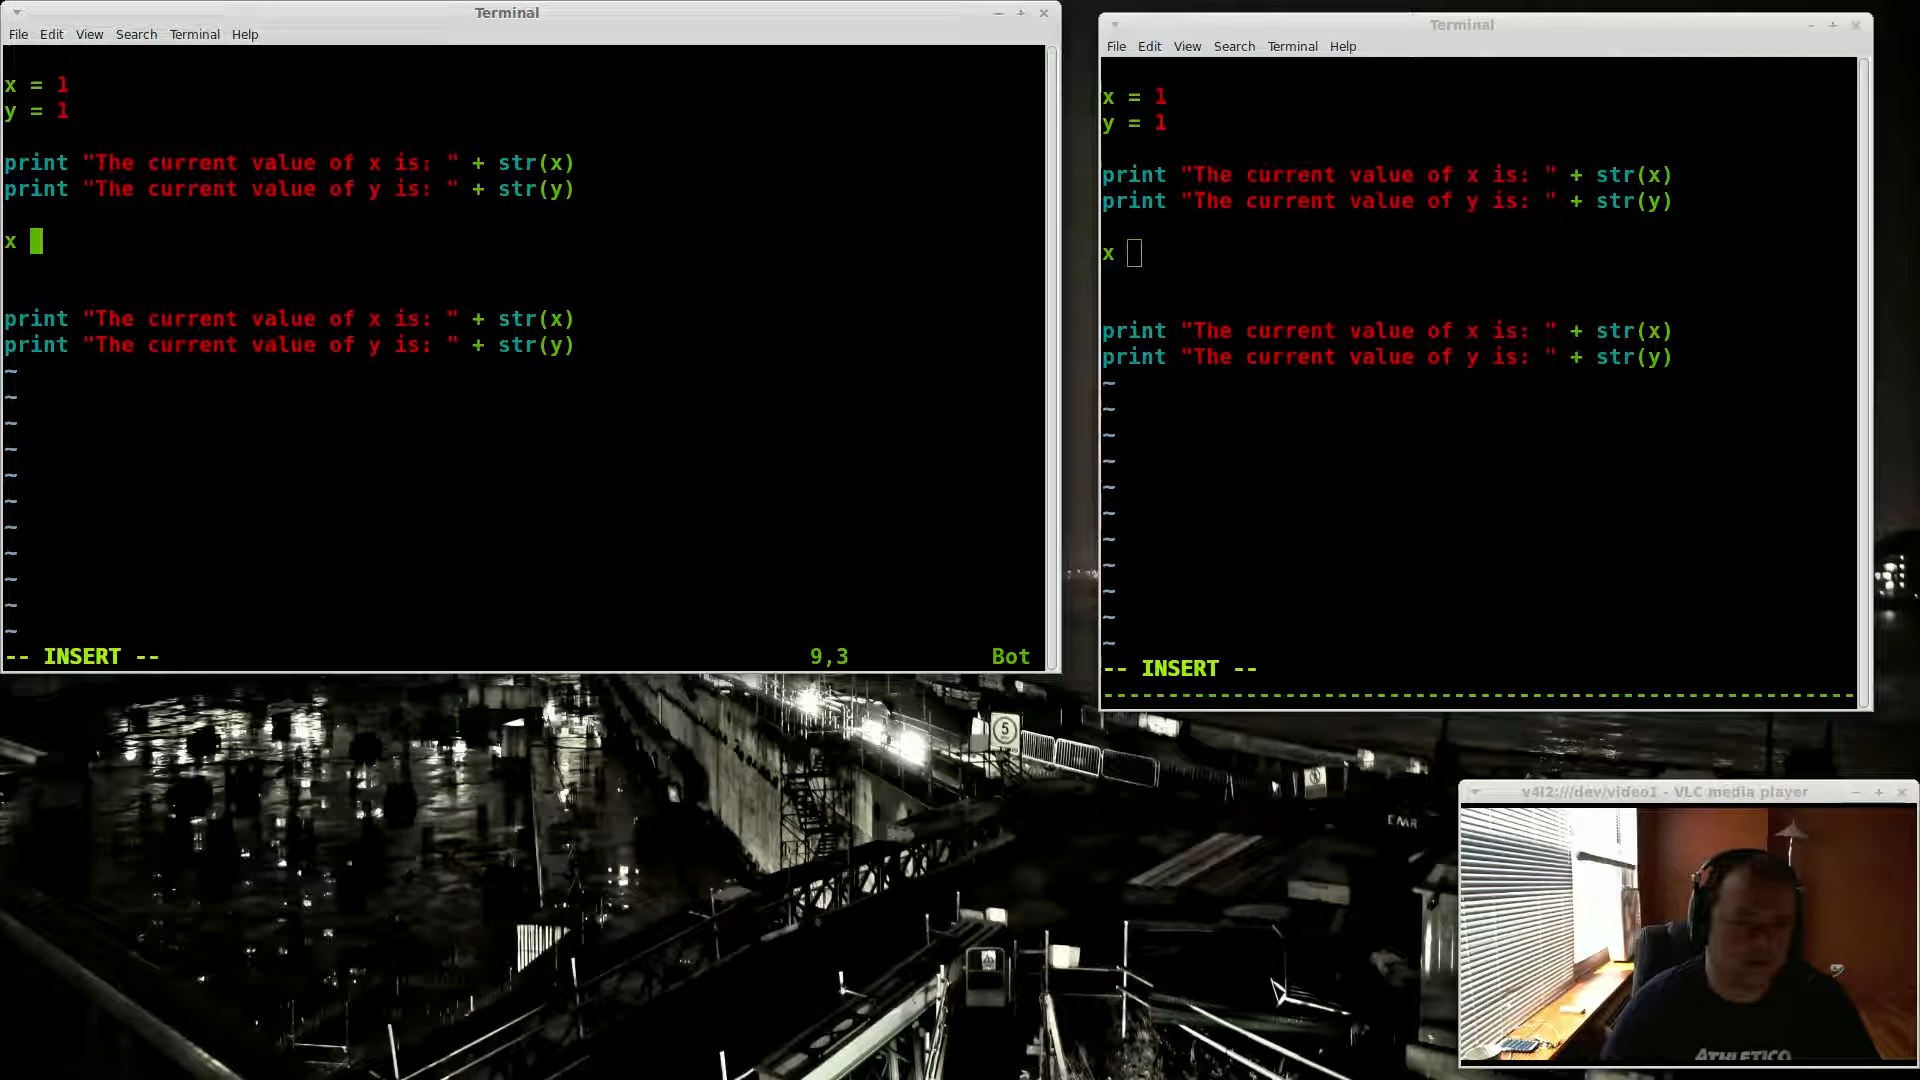 Terminal
File Edit View Search Terminal Help
x = 1
y = 1
print "The current value of x is: " + str(x)
print "The current value of y is: " + str(y)
x
print "The current value of x is: " + str(x)
print "The current value of y is: " + str(y)
~
~
~
~
~
~
~
~
~
~
~
-- INSERT -- 9,3 Bot
Terminal
File Edit View Search Terminal Help
x = 1
y = 1
print "The current value of x is: " + str(x)
print "The current value of y is: " + str(y)
x
print "The current value of x is: " + str(x)
print "The current value of y is: " + str(y)
~
~
~
~
~
~
~
~
~
~
~
-- INSERT --
5
v4l2:///dev/video1 - VLC media player
ATHLETICO